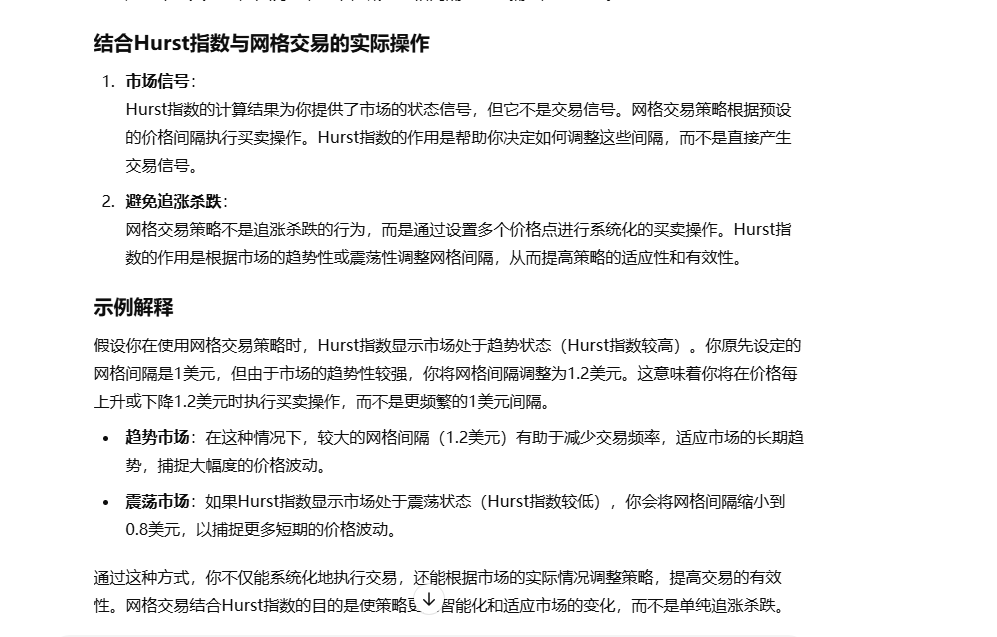 结合Hurst指数与网格交易的实际操作
1. 市场信号：
Hurst指数的计算结果为你提供了市场的状态信号，但它不是交易信号。网格交易策略根据预设
的价格间隔执行买卖操作。Hurst指数的作用是帮助你决定如何调整这些间隔，而不是直接产生
交易信号。
2. 避免追涨杀跌：
网格交易策略不是追涨杀跌的行为，而是通过设置多个价格点进行系统化的买卖操作。Hurst指
数的作用是根据市场的趋势性或震荡性调整网格间隔，从而提高策略的适应性和有效性。
示例解释
假设你在使用网格交易策略时，Hurst指数显示市场处于趋势状态（Hurst指数较高）。你原先设定的
网格间隔是1美元，但由于市场的趋势性较强，你将网格间隔调整为1.2美元。这意味着你将在价格每
上升或下降1.2美元时执行买卖操作，而不是更频繁的1美元间隔。
• 趋势市场：在这种情况下，较大的网格间隔（1.2美元）有助于减少交易频率，适应市场的长期趋
势，捕捉大幅度的价格波动。
• 震荡市场：如果Hurst指数显示市场处于震荡状态（Hurst指数较低），你会将网格间隔缩小到
0.8美元，以捕捉更多短期的价格波动。
通过这种方式，你不仅能系统化地执行交易，还能根据市场的实际情况调整策略，提高交易的有效
性。网格交易结合Hurst指数的目的是使策略智能化和适应市场的变化，而不是单纯追涨杀跌。